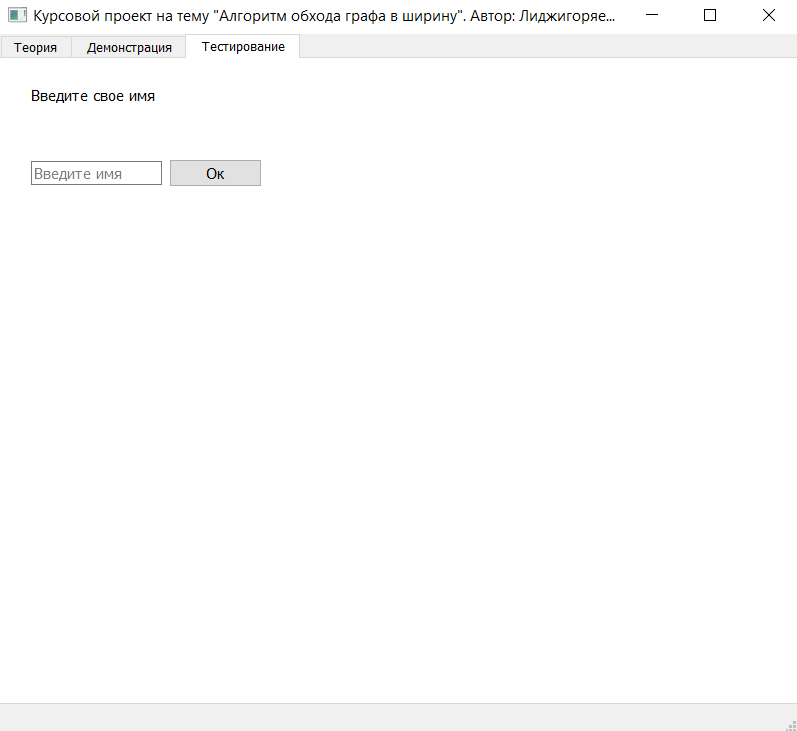 Курсовой проект на тему "Алгоритм обхода графа в ширину". Автор: Лиджигоряе...
Теория Демонстрация Тестирование
Введите свое имя
Введите имя Ок